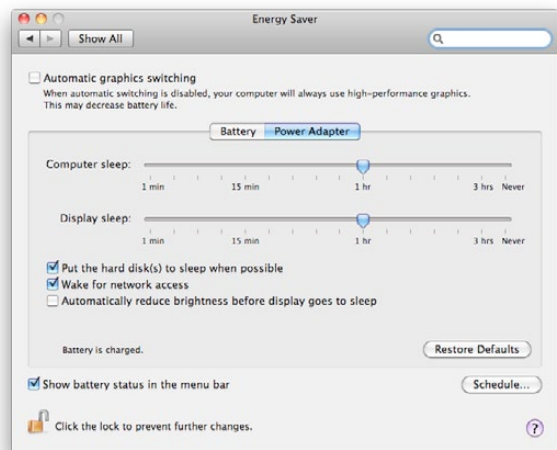 Energy Saver
Show All
Automatic graphics switching
When automatic switching is disabled, your computer will always use high-performance graphics.
This may decrease battery life.
Battery Power Adapter
Computer sleep:
1 min 15 min 1 hr 3 hrs Never
Display sleep:
1 min 15 min 1 hr 3 hrs Never
Put the hard disk(s) to sleep when possible
Wake for network access
Automatically reduce brightness before display goes to sleep
Battery is charged. Restore Defaults
Show battery status in the menu bar Schedule...
Click the lock to prevent further changes. ?